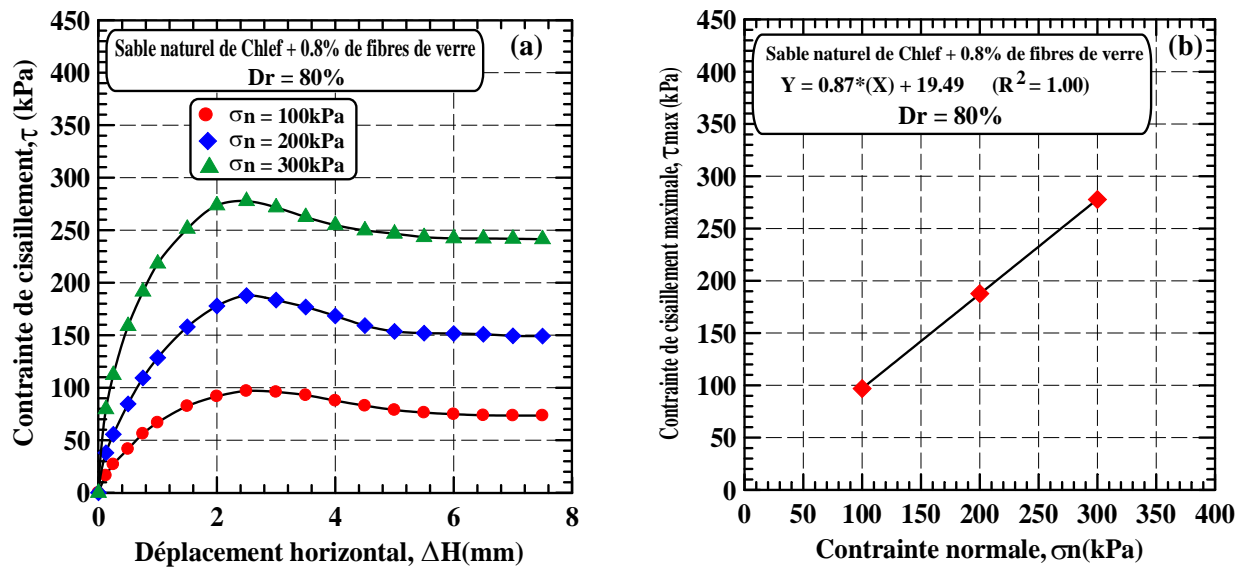 (a)
Sable naturel de Chlef + 0.8% de fibres de verre
Dr = 80%
σn = 100kPa
σn = 200kPa
σn = 300kPa
Contrainte de cisaillement,τ (kPa)
450
400
350
300
250
200
150
100
50
0
0 2 4 6 8
Déplacement horizontal, ΔH(mm)
(b)
Sable naturel de Chlef + 0.8% de fibres de verre
Y = 0.87*(X) + 19.49 (R² = 1.00)
Dr = 80%
Contrainte de cisaillement maximale, τmax (kPa)
450
400
350
300
250
200
150
100
50
0
0 50 100 150 200 250 300 350 400
Contrainte normale, σn(kPa)